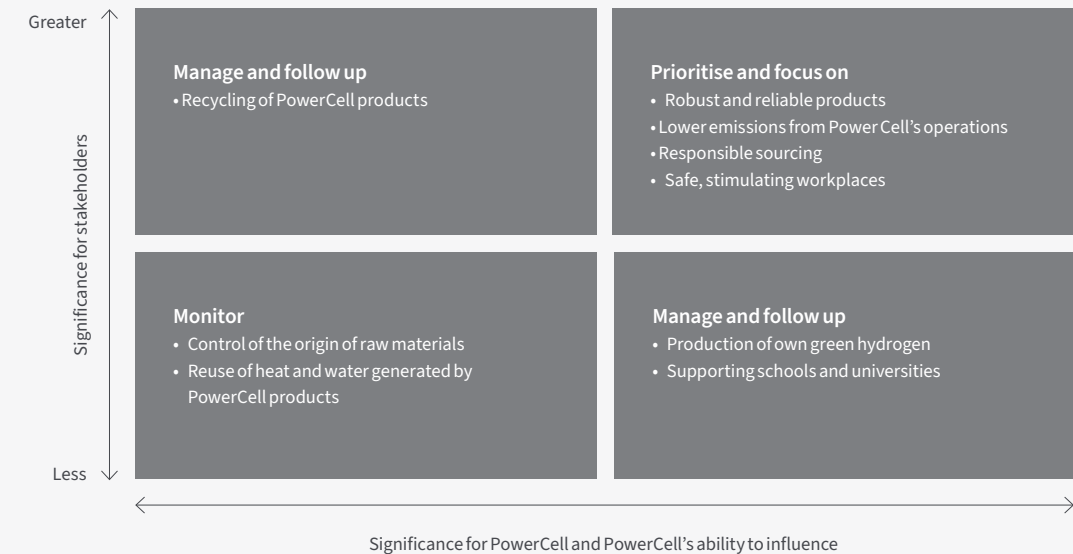 Greater
Manage and follow up
• Recycling of PowerCell products
Prioritise and focus on
• Robust and reliable products
• Lower emissions from Power Cell’s operations
• Responsible sourcing
• Safe, stimulating workplaces
Significance for stakeholders
Monitor
• Control of the origin of raw materials
• Reuse of heat and water generated by
PowerCell products
Manage and follow up
• Production of own green hydrogen
• Supporting schools and universities
Less
Significance for PowerCell and PowerCell’s ability to influence